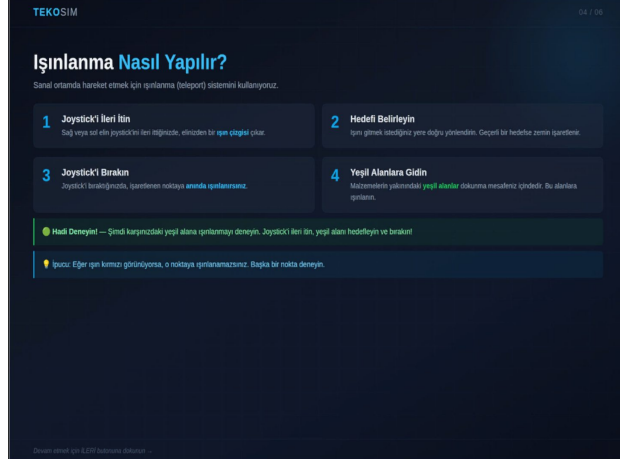 TEKOSIM
04 / 06
Işınlanma Nasıl Yapılır?
Sanal ortamda hareket etmek için ışınlanma (teleport) sistemini kullanıyoruz.
1 Joystick'i İleri İtin
Sağ veya sol elin joystick'ini ileri ittiğinizde, elinizden bir ışın çizgisi çıkar.
2 Hedefi Belirleyin
Işını gitmek istediğiniz yere doğru yönlendirin. Geçerli bir hedefse zemin işaretlenir.
3 Joystick'i Bırakın
Joystick'i bıraktığınızda, işaretlenen noktaya anında ışınlanırsınız.
4 Yeşil Alanlara Gidin
Malzemelerin yakınındaki yeşil alanlar dokunma mesafeniz içindedir. Bu alanlara
ışınlanın.
🟢 Hadi Deneyin! — Şimdi karşınızdaki yeşil alana ışınlanmayı deneyin. Joystick'i ileri itin, yeşil alanı hedefleyin ve bırakın!
💡 İpucu: Eğer ışın kırmızı görünüyorsa, o noktaya ışınlanamazsınız. Başka bir nokta deneyin.
Devam etmek için İLERİ butonuna dokunun →